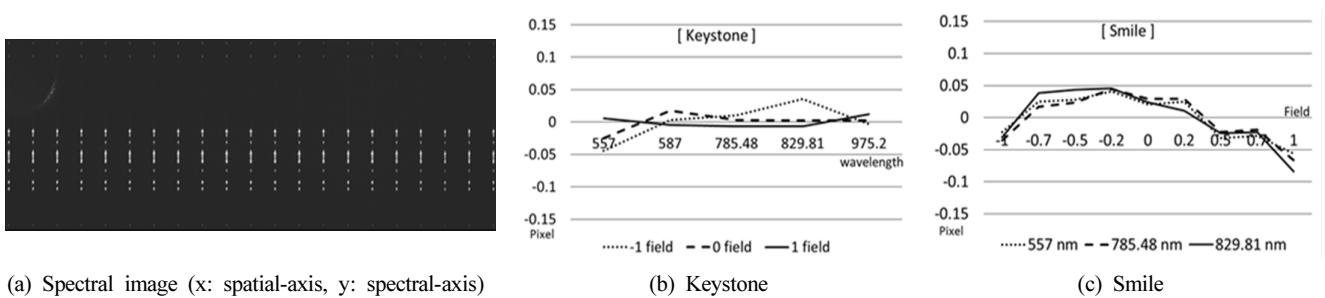 0.15
[ Keystone ]
0.1
0.05
0
-0.05
-0.1
-0.15
Pixel
557 587 785.48 829.81 975.2
wavelength
-1 field 0 field 1 field
0.15
[ Smile ]
0.1
0.05
Field
0
-0.05
-0.1
-0.15
Pixel
-1 -0.7 -0.5 -0.2 0 0.2 0.5 0.7 1
557 nm 785.48 nm 829.81 nm
(a) Spectral image (x: spatial-axis, y: spectral-axis)
(b) Keystone
(c) Smile